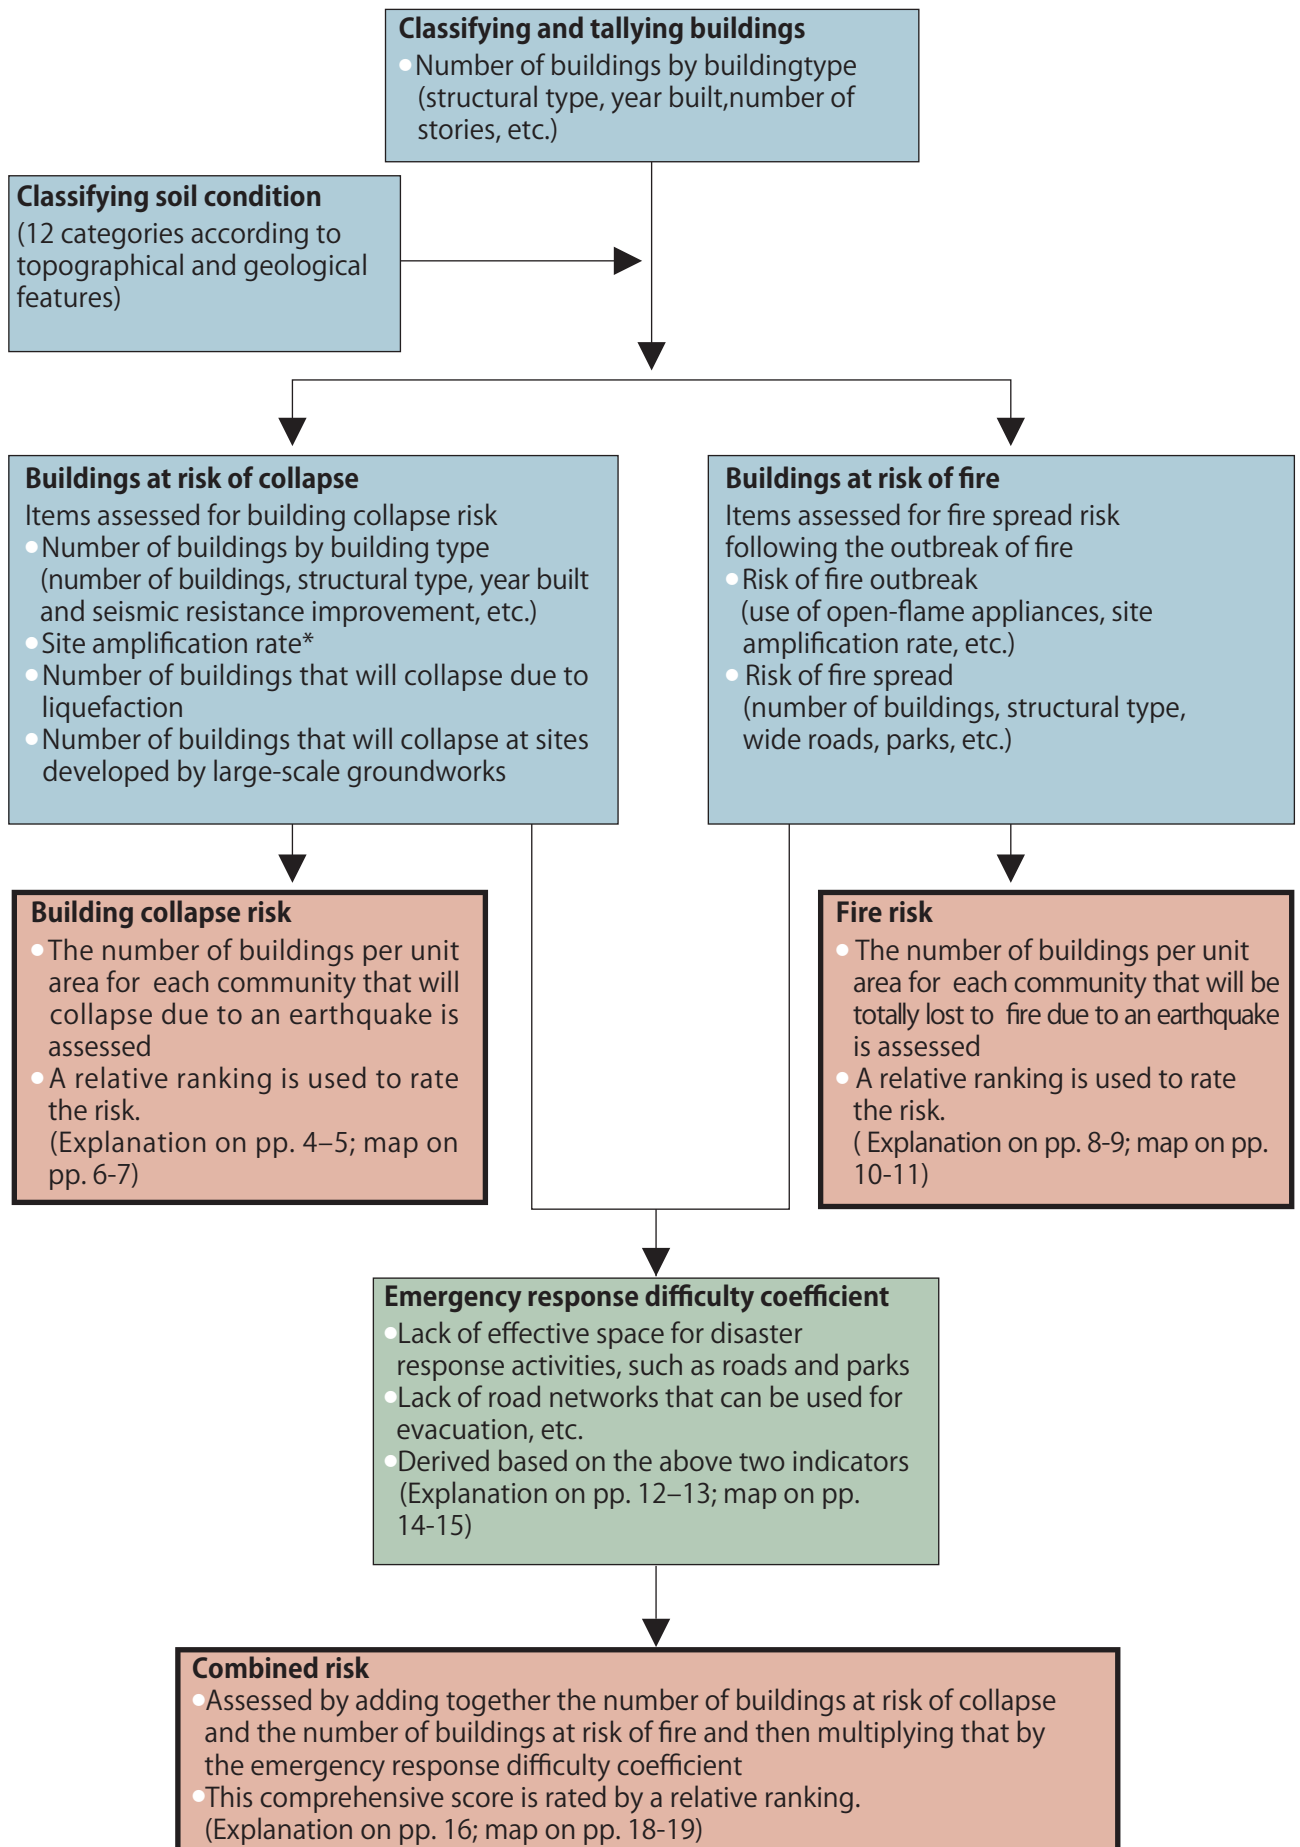 Classifying and tallying buildings
●Number of buildings by buildingtype
(structural type, year built,number of
stories, etc.)
Classifying soil condition
(12 categories according to
topographical and geological
features)
Buildings at risk of collapse
Items assessed for building collapse risk
●Number of buildings by building type
(number of buildings, structural type, year built
and seismic resistance improvement, etc.)
●Site amplification rate*
●Number of buildings that will collapse due to
liquefaction
●Number of buildings that will collapse at sites
developed by large-scale groundworks
Buildings at risk of fire
Items assessed for fire spread risk
following the outbreak of fire
●Risk of fire outbreak
(use of open-flame appliances, site
amplification rate, etc.)
● Risk of fire spread
(number of buildings, structural type,
wide roads, parks, etc.)
Building collapse risk
●The number of buildings per unit
area for each community that will
collapse due to an earthquake is
assessed
●A relative ranking is used to rate
the risk.
(Explanation on pp. 4–5; map on
pp. 6-7)
Fire risk
● The number of buildings per unit
area for each community that will be
totally lost to fire due to an earthquake
is assessed
● A relative ranking is used to rate
the risk.
( Explanation on pp. 8-9; map on pp.
10-11)
Emergency response difficulty coefficient
●Lack of effective space for disaster
response activities, such as roads and parks
●Lack of road networks that can be used for
evacuation, etc.
●Derived based on the above two indicators
(Explanation on pp. 12–13; map on pp.
14-15)
Combined risk
●Assessed by adding together the number of buildings at risk of collapse
and the number of buildings at risk of fire and then multiplying that by
the emergency response difficulty coefficient
●This comprehensive score is rated by a relative ranking.
(Explanation on pp. 16; map on pp. 18-19)